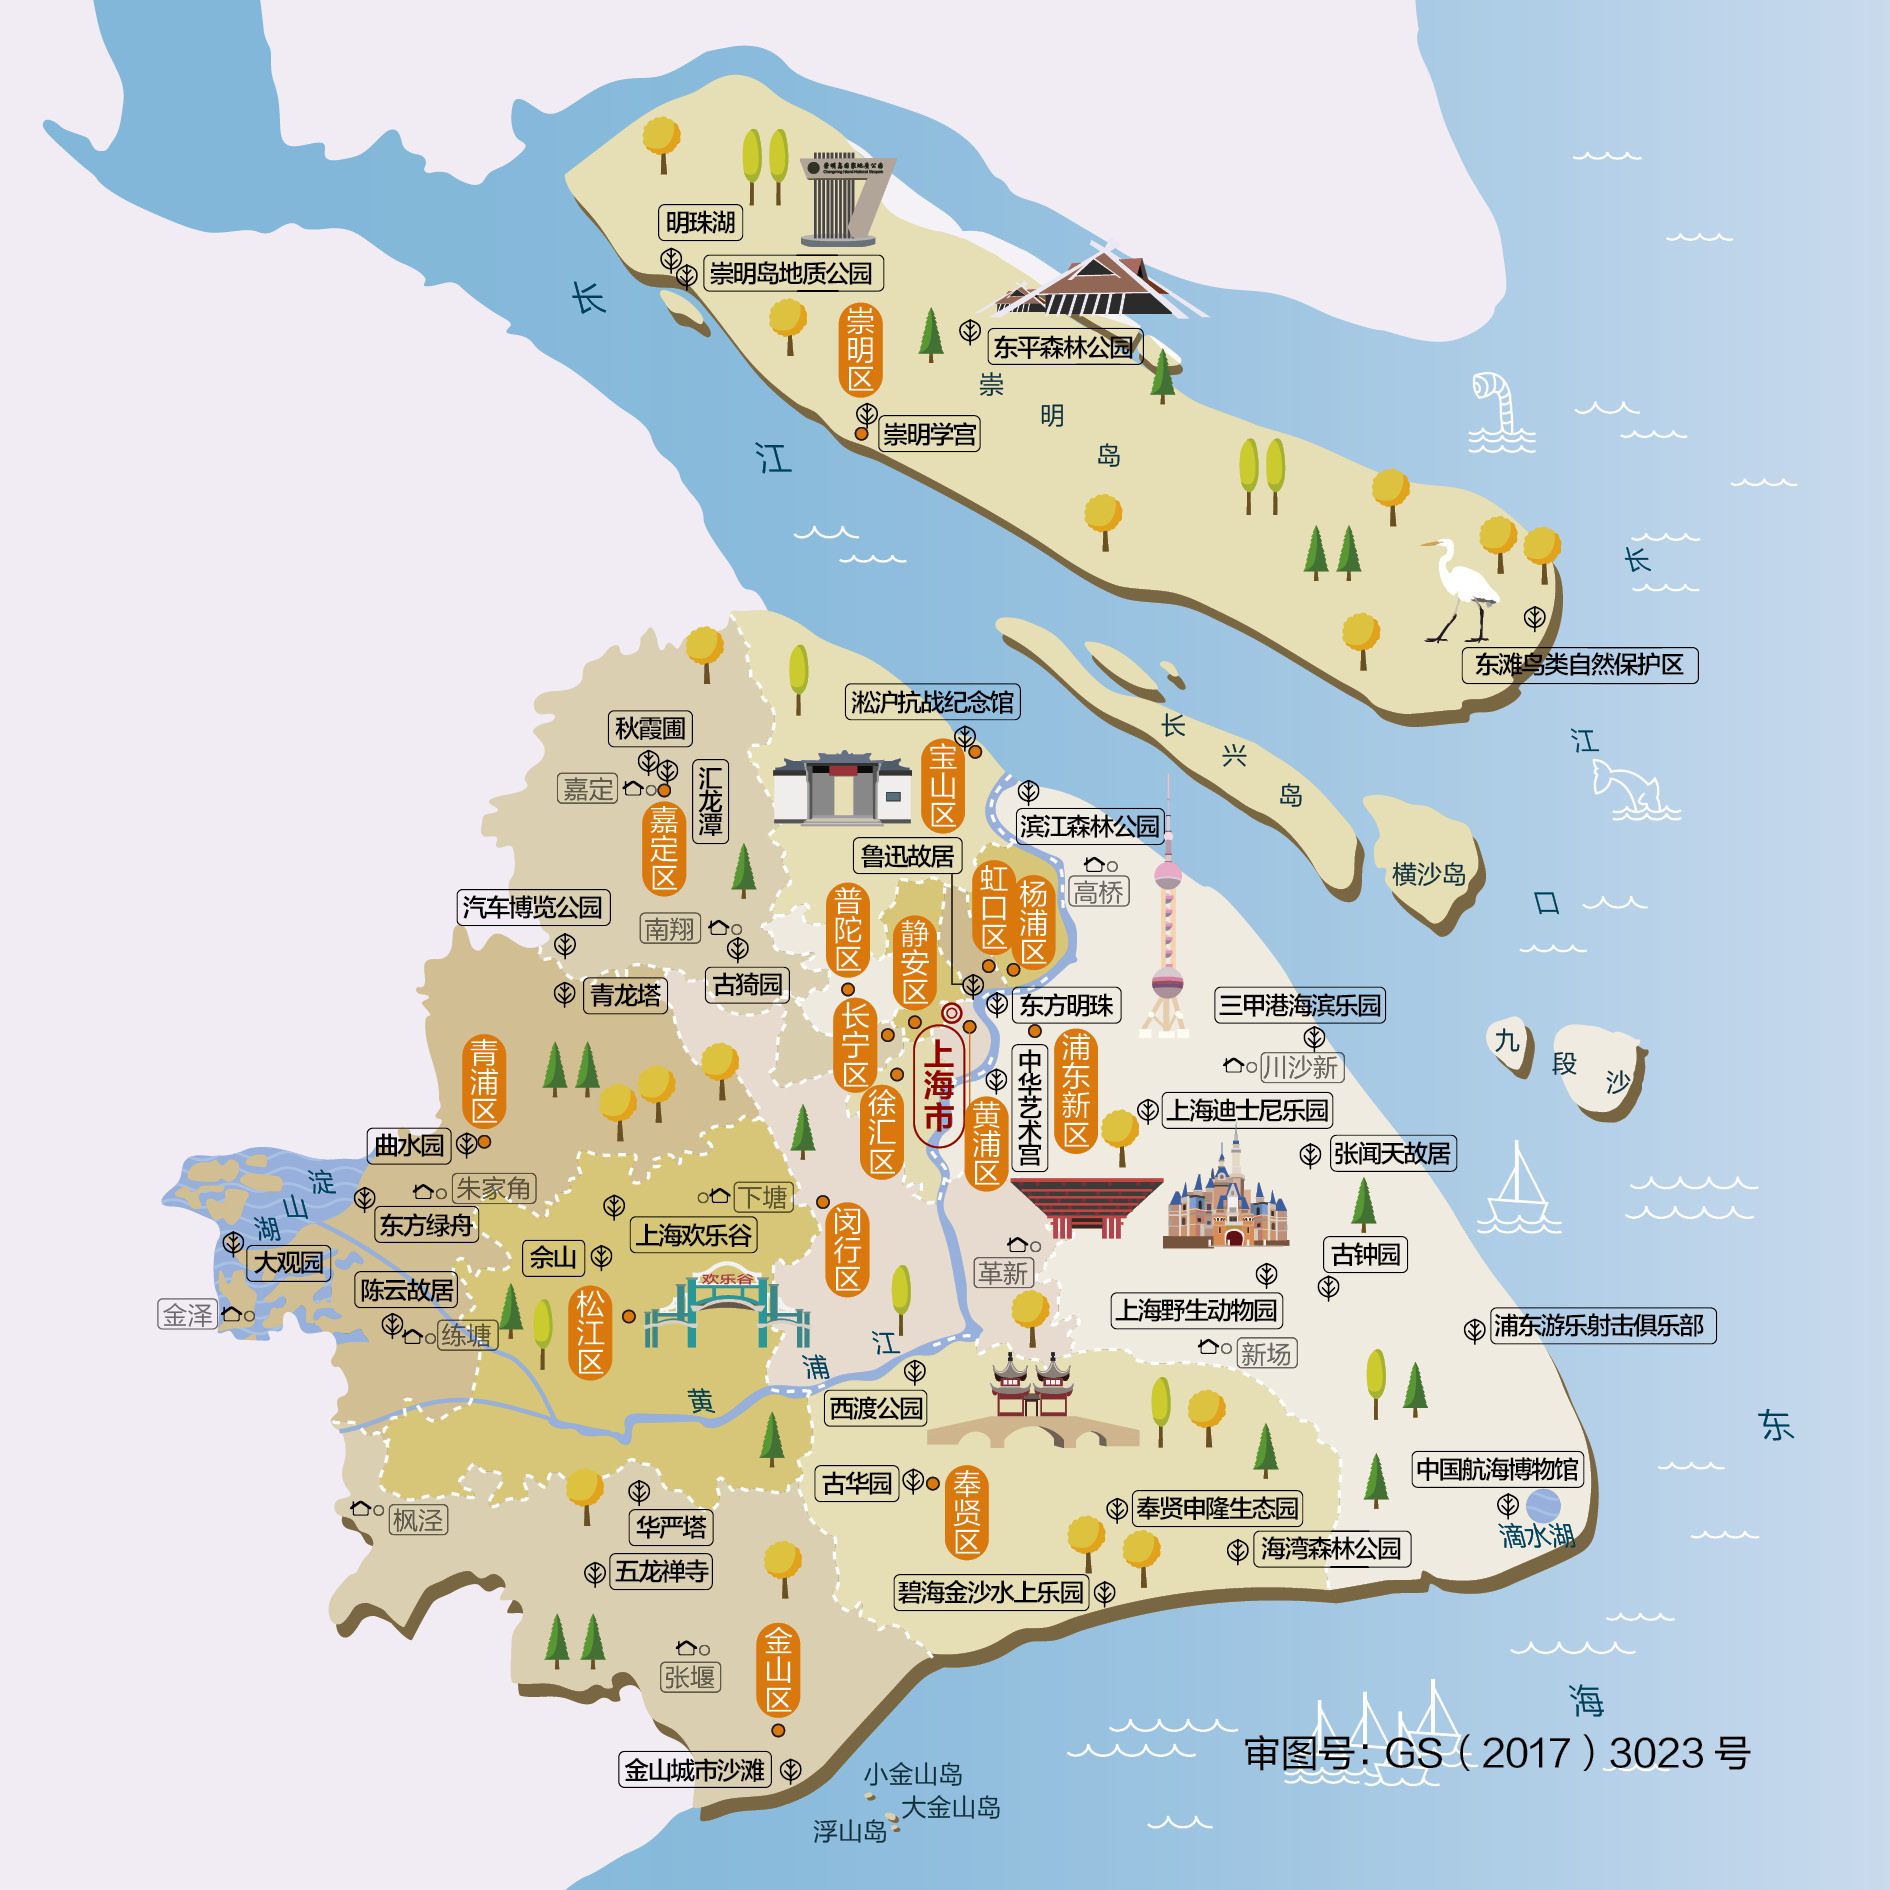 崇明岛国家地质公园
Chongming Island National Geopark
明珠湖
崇明岛地质公园
长
崇明区
东平森林公园
崇
明
岛
江
崇明学宫
长
东滩鸟类自然保护区
淞沪抗战纪念馆
秋霞圃
宝山区
长
兴
岛
江
嘉定
汇龙潭
嘉定区
滨江森林公园
鲁迅故居
高桥
横沙岛
口
虹口区
杨浦区
普陀区
静安区
汽车博览公园
南翔
古猗园
青龙塔
东方明珠
三甲港海滨乐园
长宁区
上海市
中华艺术宫
浦东新区
川沙新
九
段
沙
青浦区
徐汇区
黄浦区
上海迪士尼乐园
张闻天故居
曲水园
淀
山
湖
朱家角
下塘
东方绿舟
上海欢乐谷
闵行区
佘山
大观园
古钟园
革新
陈云故居
欢乐谷
金泽
练塘
松江区
上海野生动物园
浦东游乐射击俱乐部
新场
江
浦
黄
西渡公园
东
古华园
奉贤区
中国航海博物馆
滴水湖
枫泾
华严塔
奉贤申隆生态园
海湾森林公园
五龙禅寺
碧海金沙水上乐园
张堰
金山区
海
金山城市沙滩
小金山岛
大金山岛
浮山岛
审图号：GS（2017）3023 号